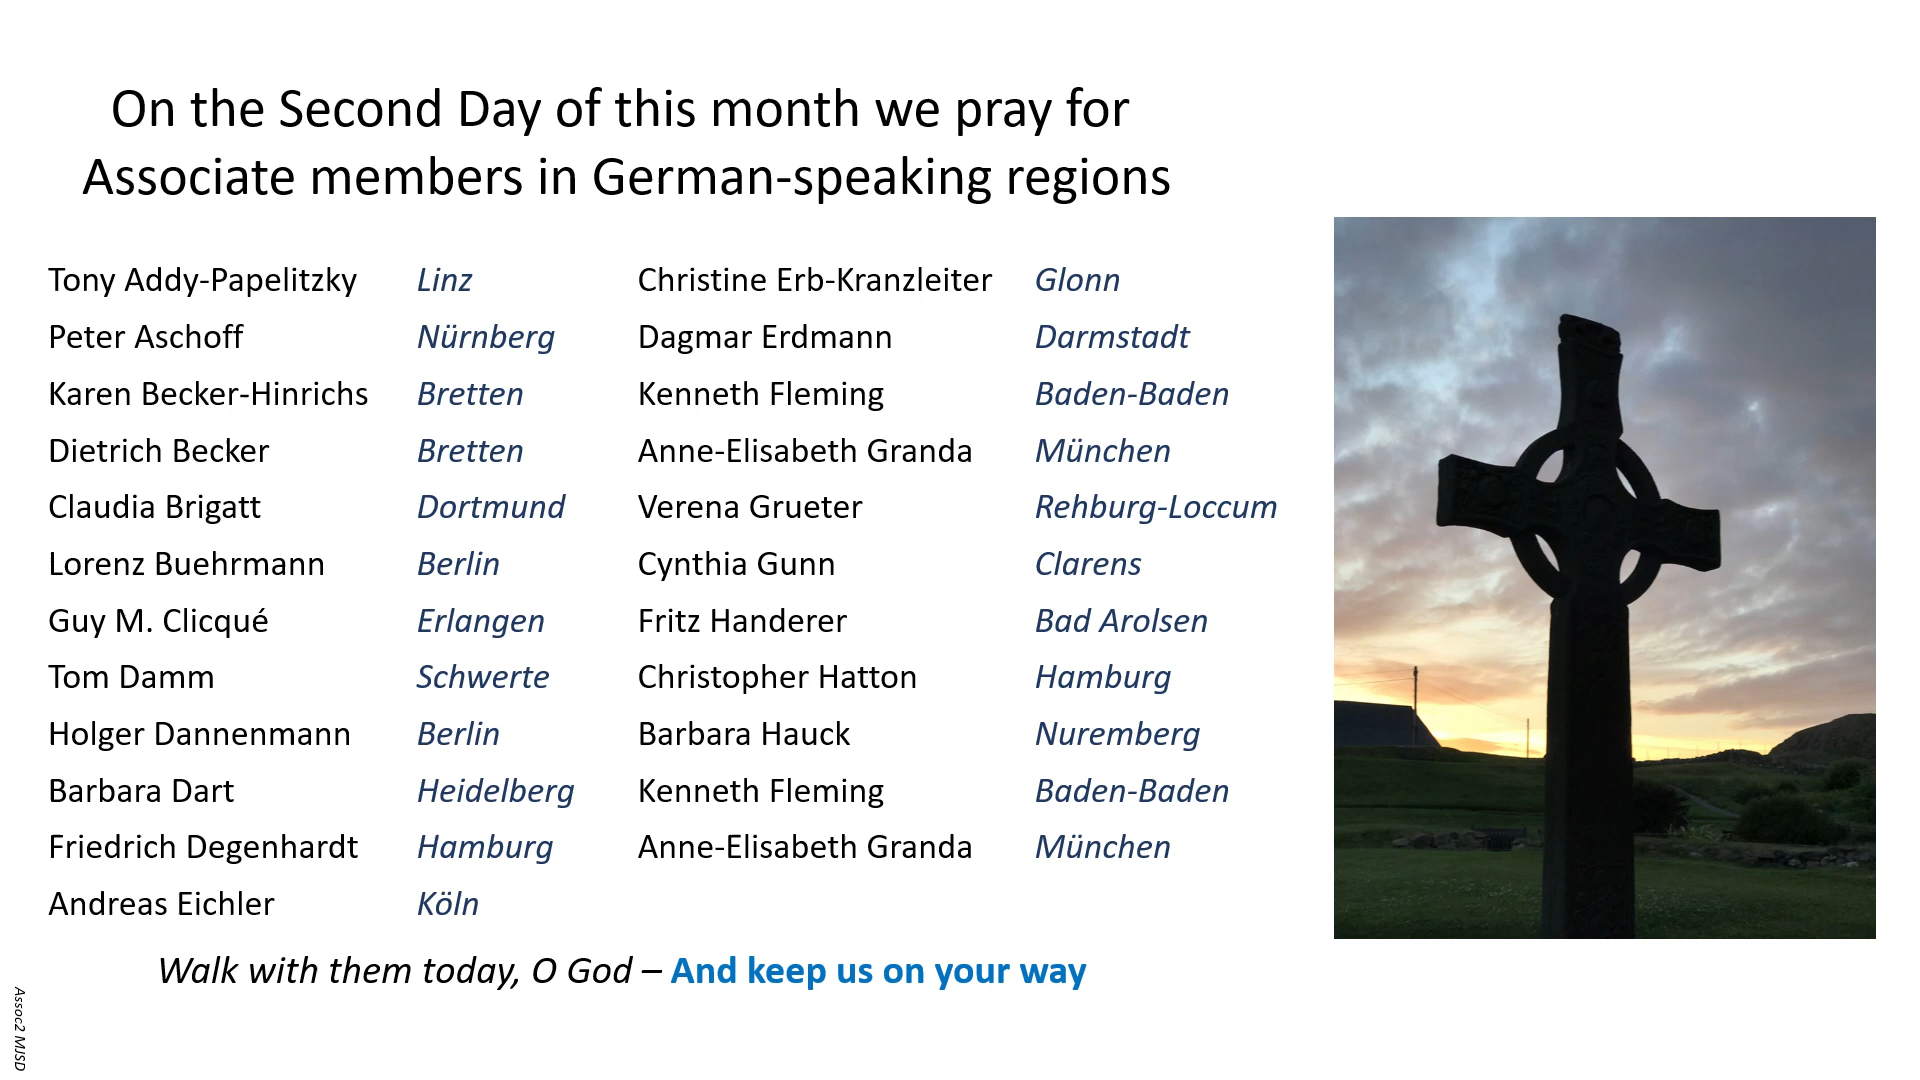 On the Second Day of this month we pray for
Associate members in German-speaking regions
Tony Addy-Papelitzky Linz
Peter Aschoff Nürnberg
Karen Becker-Hinrichs Bretten
Dietrich Becker Bretten
Claudia Brigatt Dortmund
Lorenz Buehrmann Berlin
Guy M. Clicqué Erlangen
Tom Damm Schwerte
Holger Dannenmann Berlin
Barbara Dart Heidelberg
Friedrich Degenhardt Hamburg
Andreas Eichler Köln
Christine Erb-Kranzleiter Glonn
Dagmar Erdmann Darmstadt
Kenneth Fleming Baden-Baden
Anne-Elisabeth Granda München
Verena Grueter Rehburg-Loccum
Cynthia Gunn Clarens
Fritz Handerer Bad Arolsen
Christopher Hatton Hamburg
Barbara Hauck Nuremberg
Kenneth Fleming Baden-Baden
Anne-Elisabeth Granda München
Walk with them today, O God – And keep us on your way
Assoc2 MJSD